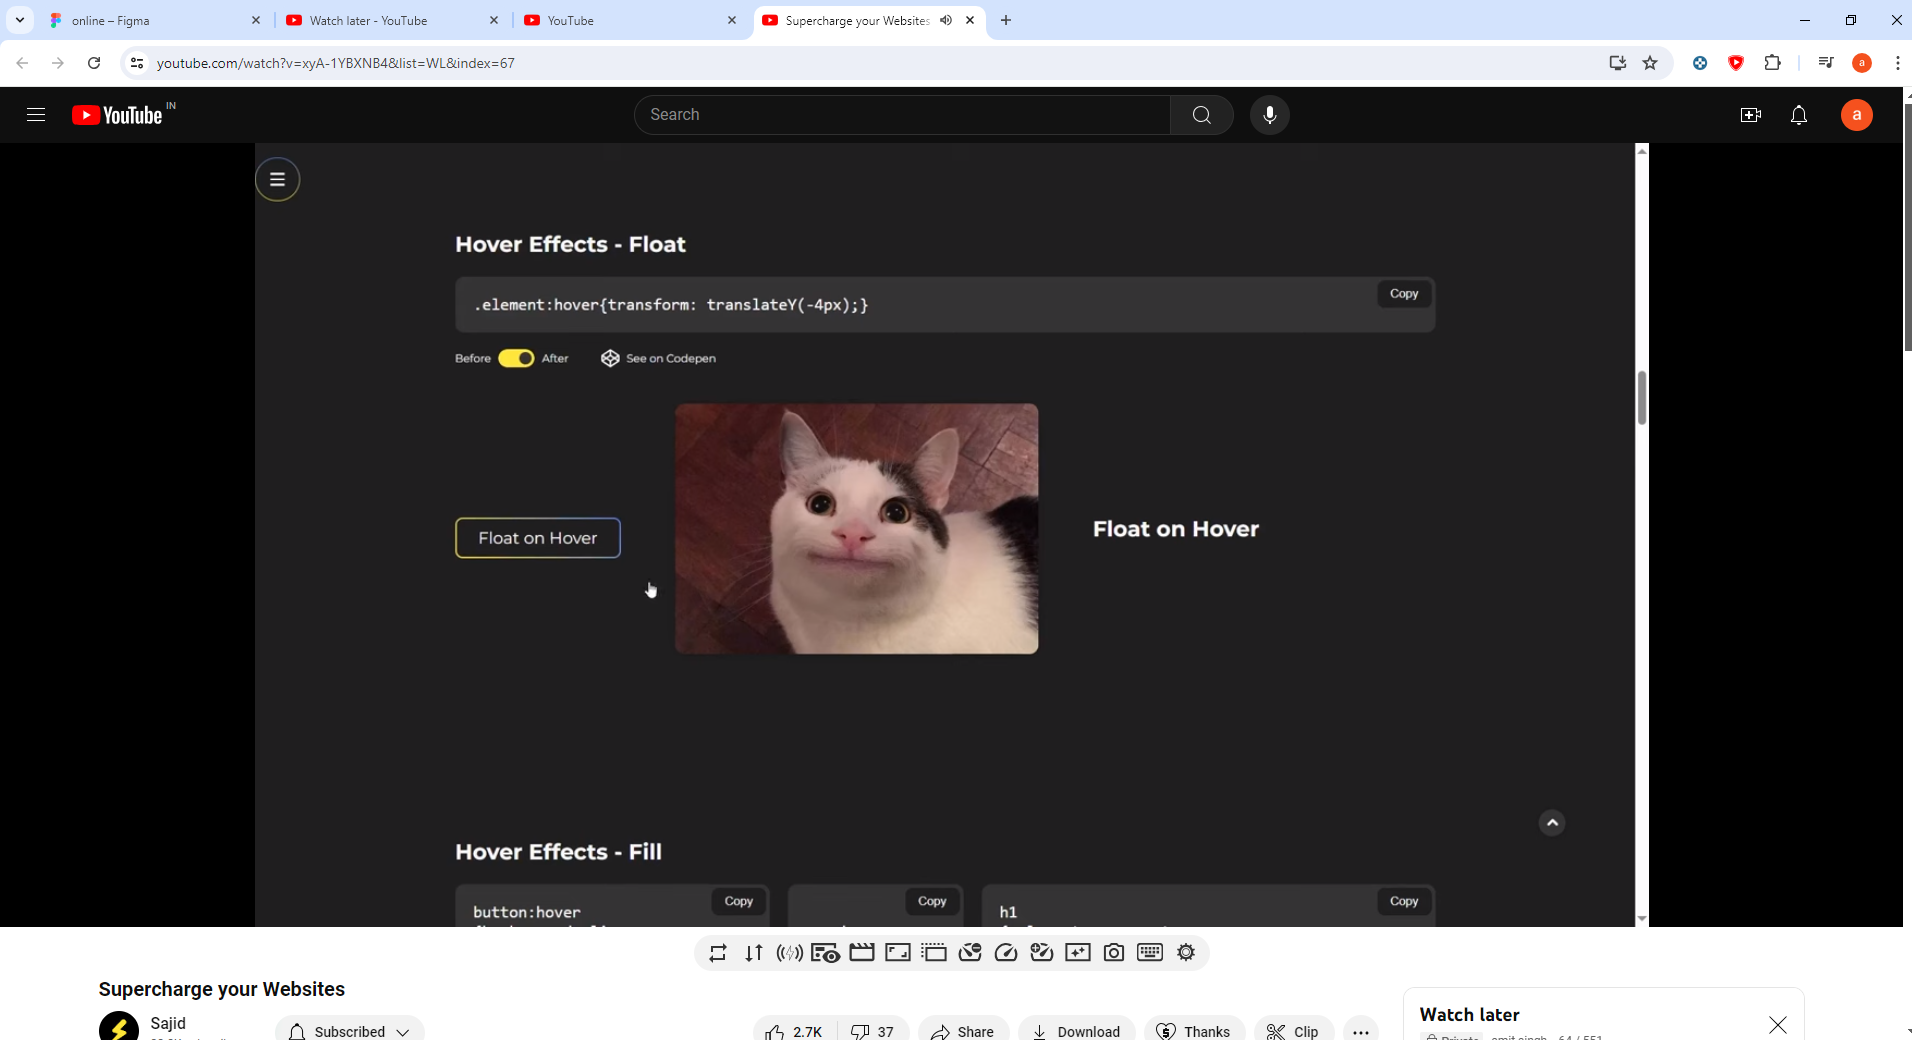 online – Figma
Watch later - YouTube
YouTube
Supercharge your Websites
youtube.com/watch?v=xyA-1YBXNB4&list=WL&index=67
a
YouTube IN
Search
a
Hover Effects - Float
.element:hover{transform: translateY(-4px);}
Copy
Before
After
See on Codepen
Float on Hover
Float on Hover
Hover Effects - Fill
button:hover
Copy
Copy
h1
Copy
Supercharge your Websites
Sajid
Subscribed
2.7K
37
Share
Download
Thanks
Clip
Watch later